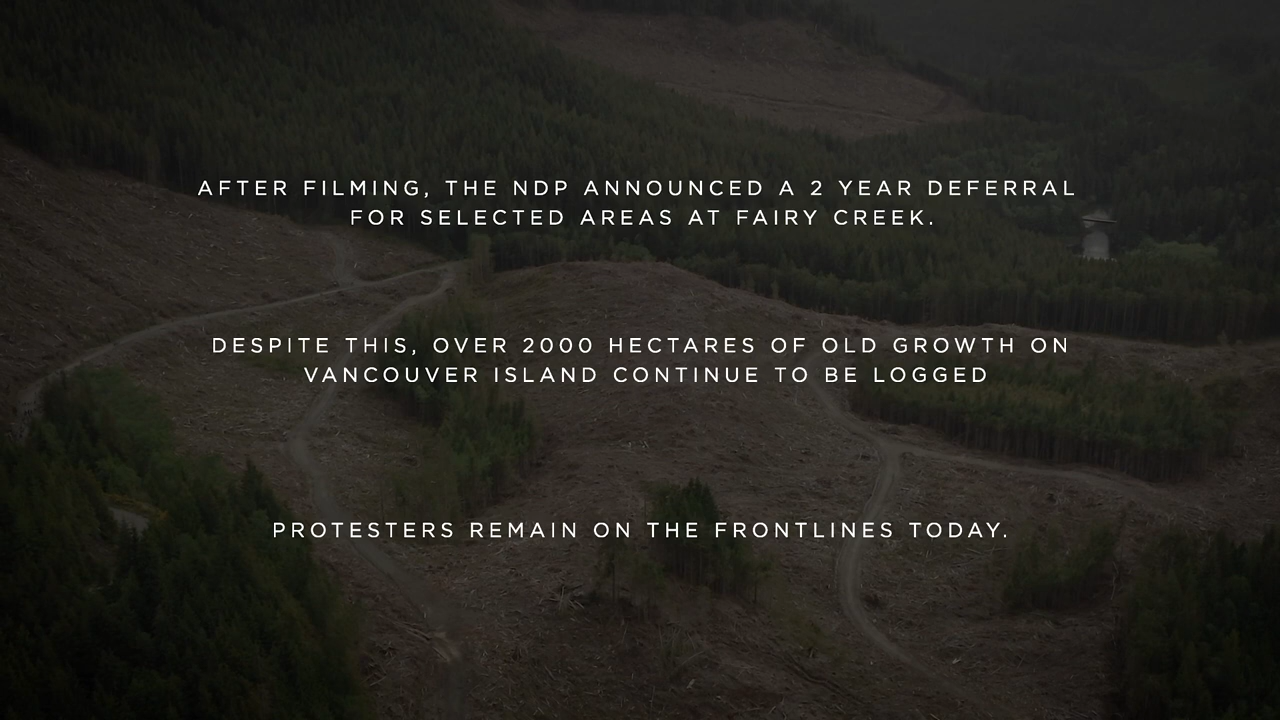 AFTER FILMING, THE NDP ANNOUNCED A 2 YEAR DEFERRAL
FOR SELECTED AREAS AT FAIRY CREEK.
DESPITE THIS, OVER 2000 HECTARES OF OLD GROWTH ON
VANCOUVER ISLAND CONTINUE TO BE LOGGED
PROTESTERS REMAIN ON THE FRONTLINES TODAY.